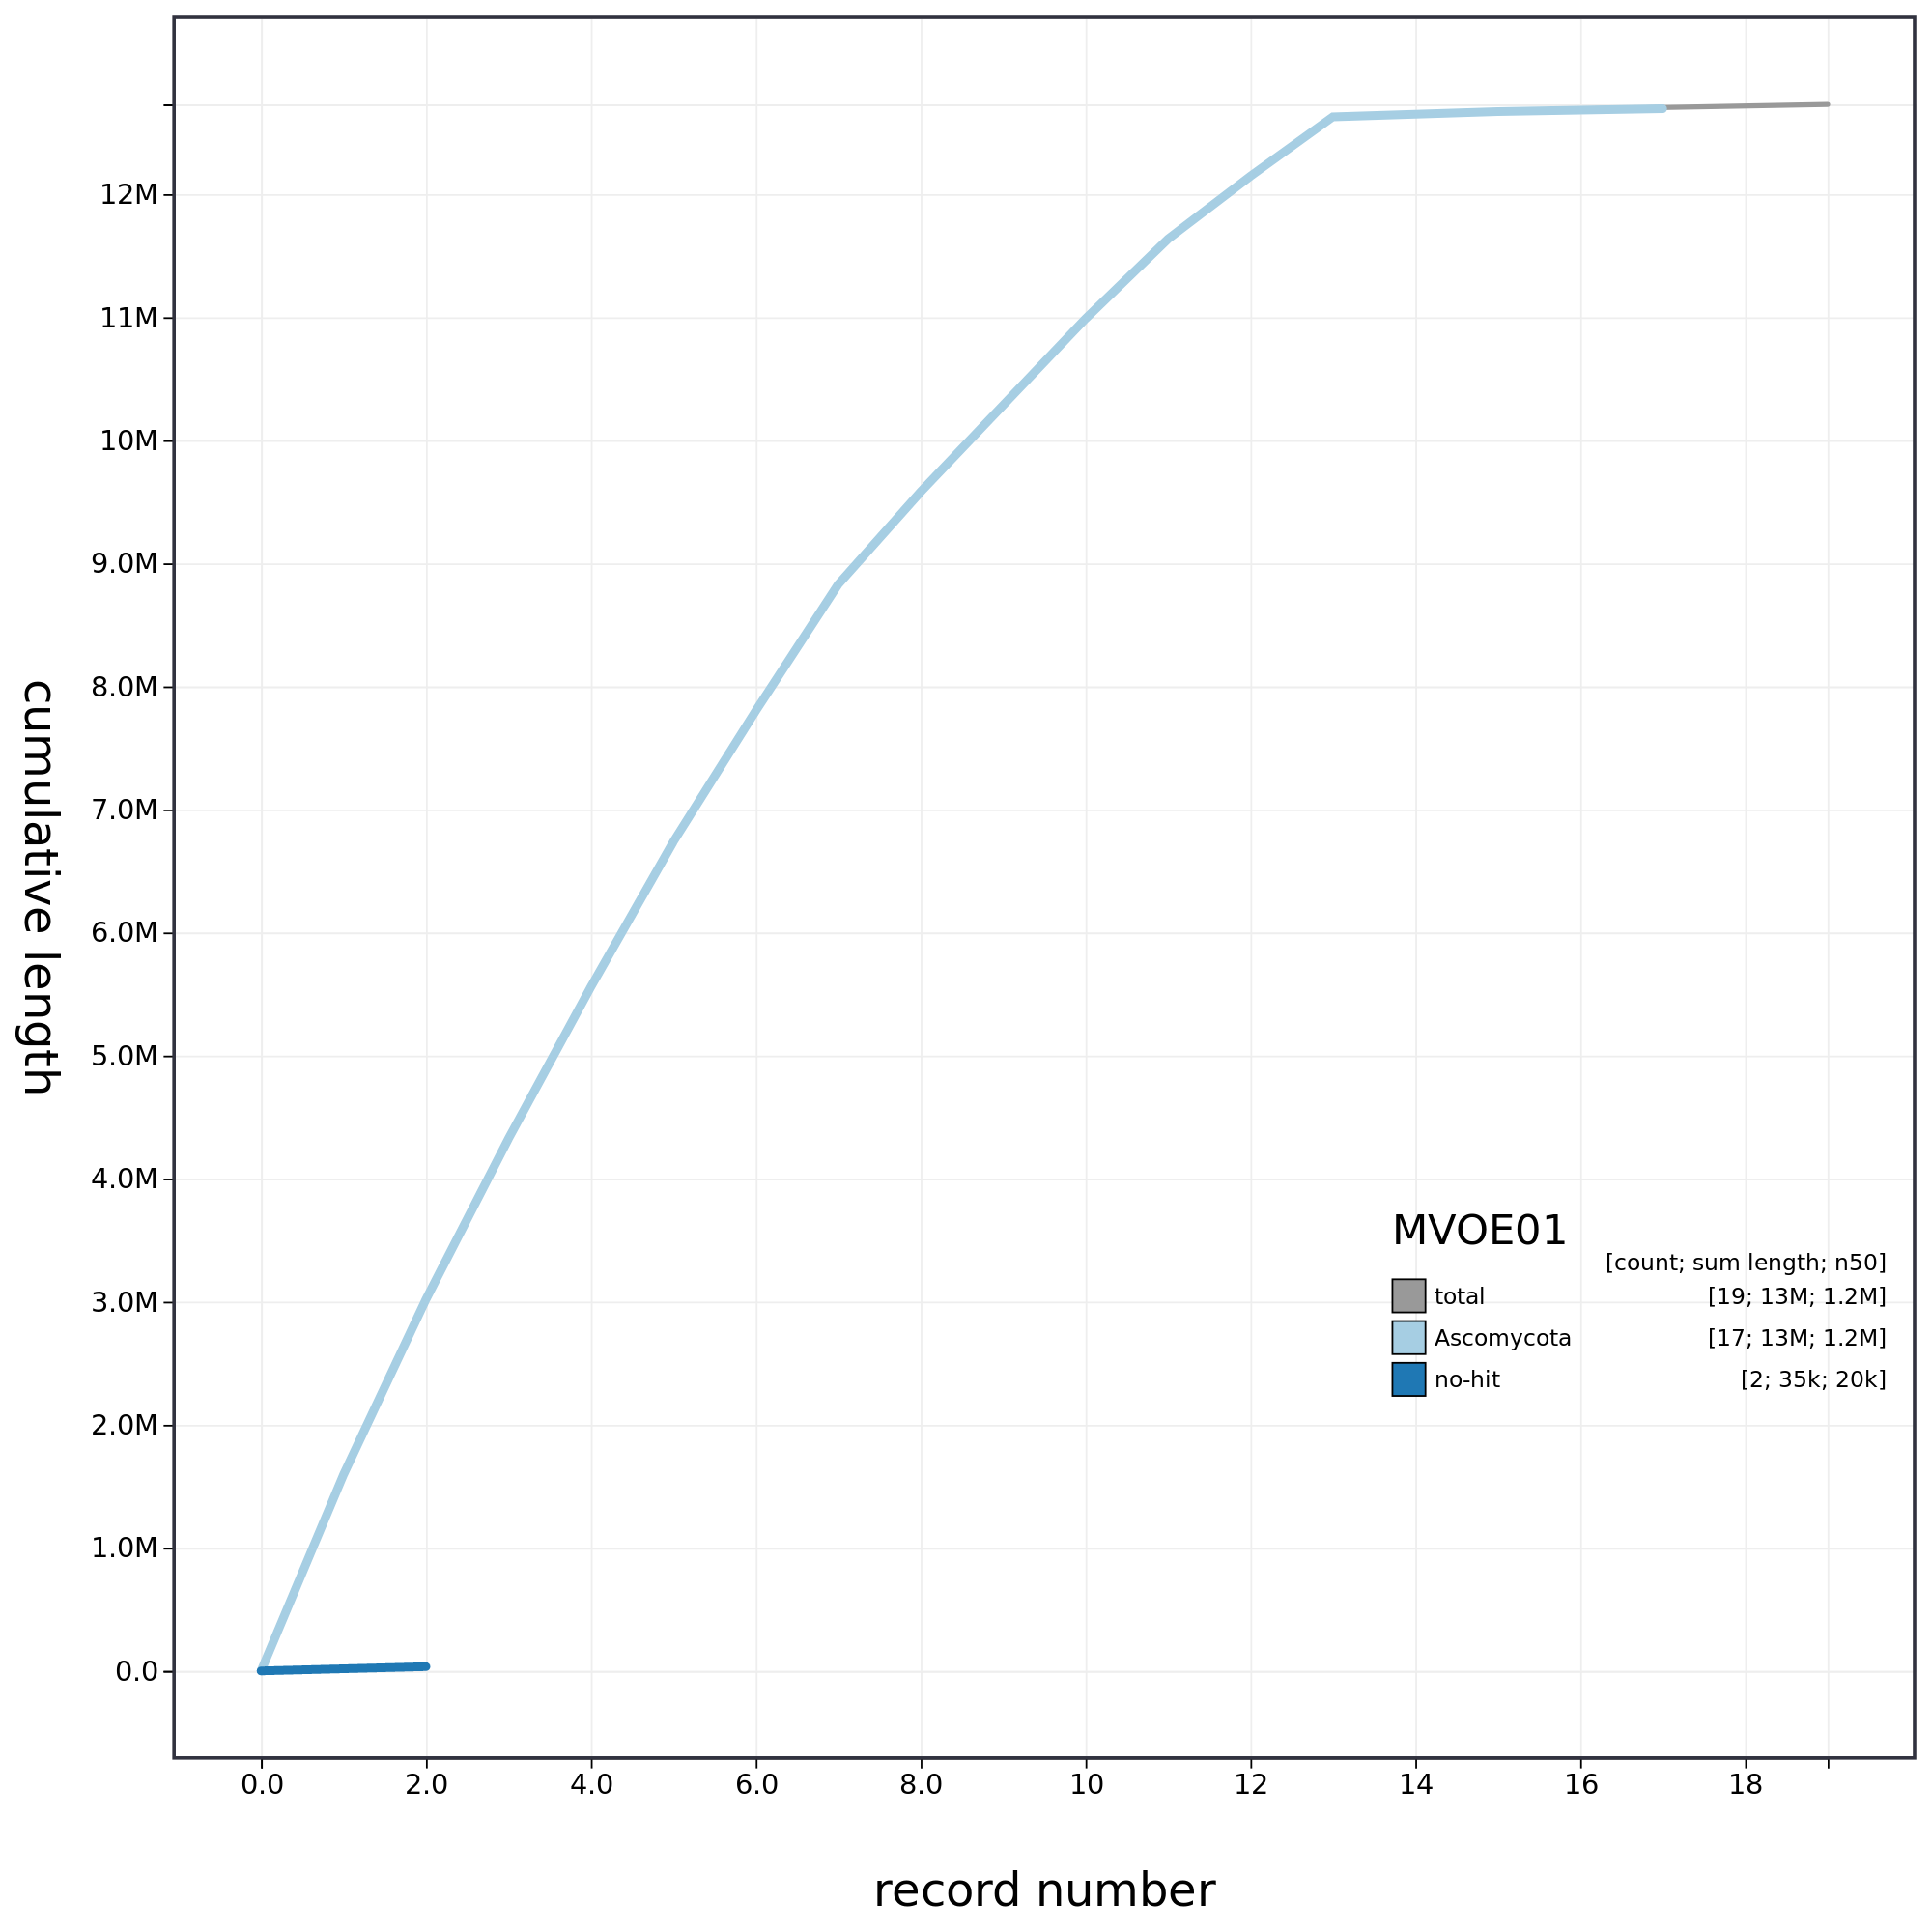 12M
11M
10M
9.0M
8.0M
7.0M
6.0M
5.0M
4.0M
3.0M
2.0M
1.0M
0.0
cumulative length
MVOE01
[count; sum length; n50]
total [19; 13M; 1.2M]
Ascomycota [17; 13M; 1.2M]
no-hit [2; 35k; 20k]
0.0 2.0 4.0 6.0 8.0 10 12 14 16 18
record number